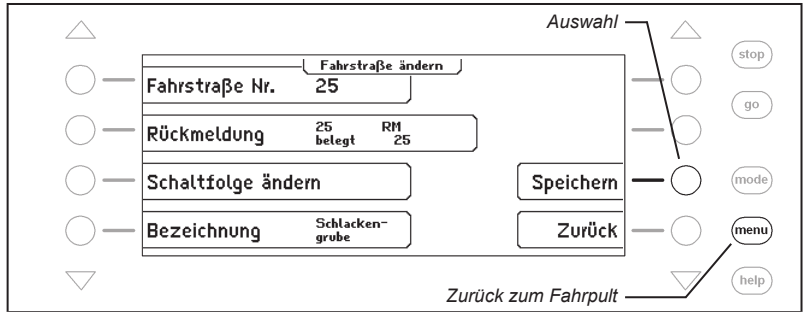 Auswahl
stop
Fahrstraße ändern
Fahrstraße Nr. 25
go
Rückmeldung 25 belegt RM 25
Schaltfolge ändern
Speichern
mode
Bezeichnung Schlacken-
grube
Zurück
menu
help
Zurück zum Fahrpult